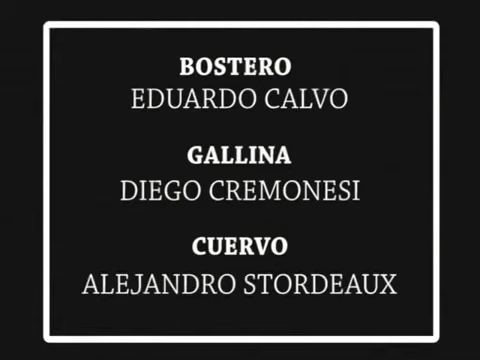 BOSTERO
EDUARDO CALVO
GALLINA
DIEGO CREMONESI
CUERVO
ALEJANDRO STORDEAUX